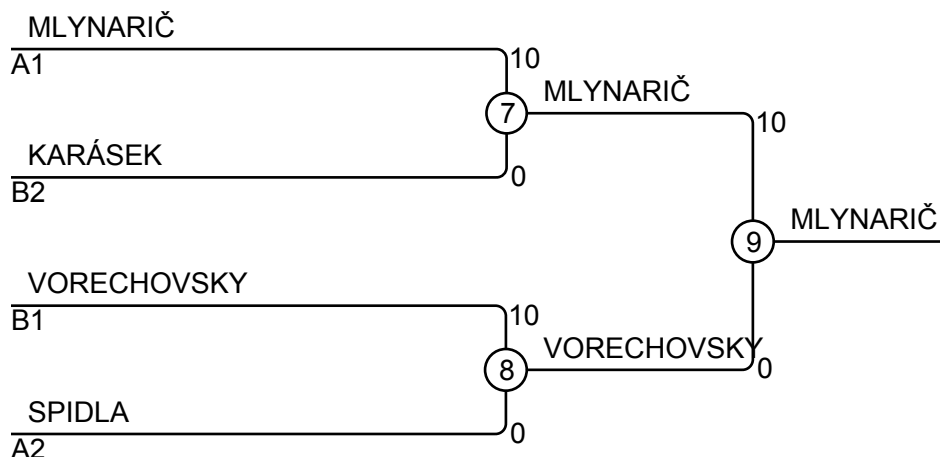 MLYNARIČ
A1
10
7
MLYNARIČ
10
KARÁSEK
B2
0
9
MLYNARIČ
VORECHOVSKY
B1
10
8
VORECHOVSKY
0
SPIDLA
A2
0